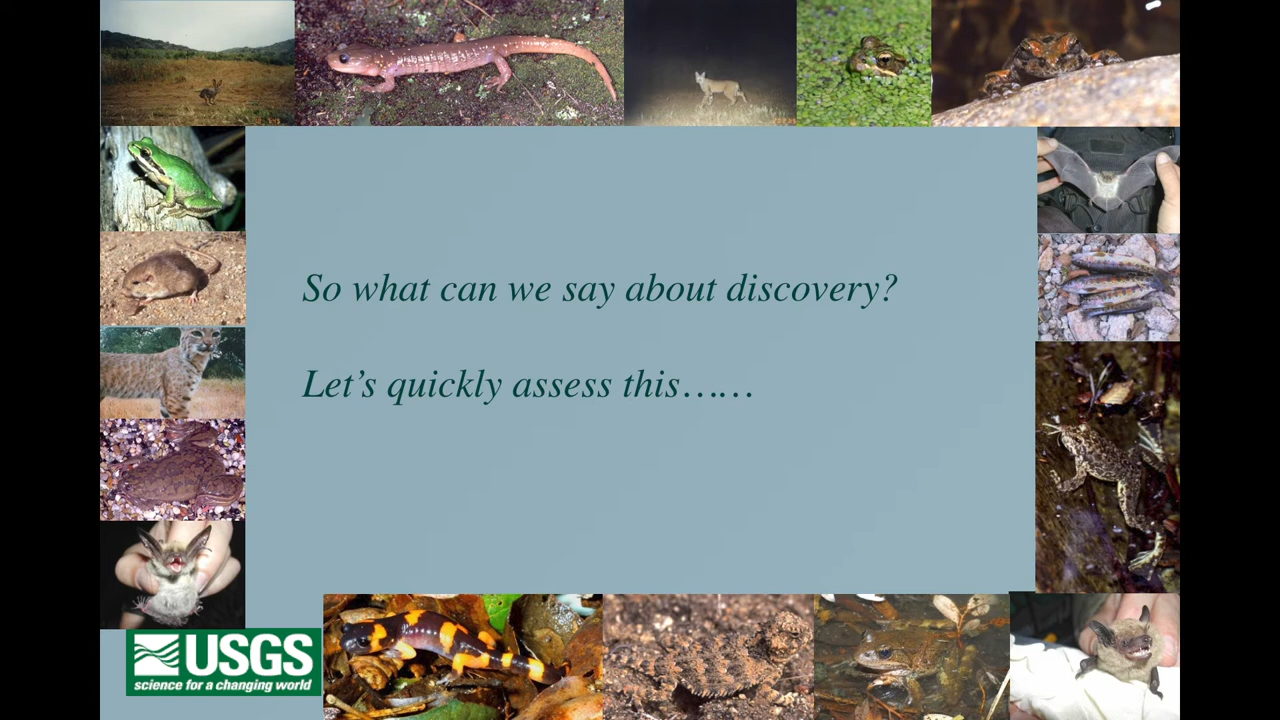 So what can we say about discovery?
Let’s quickly assess this……
USGS
science for a changing world